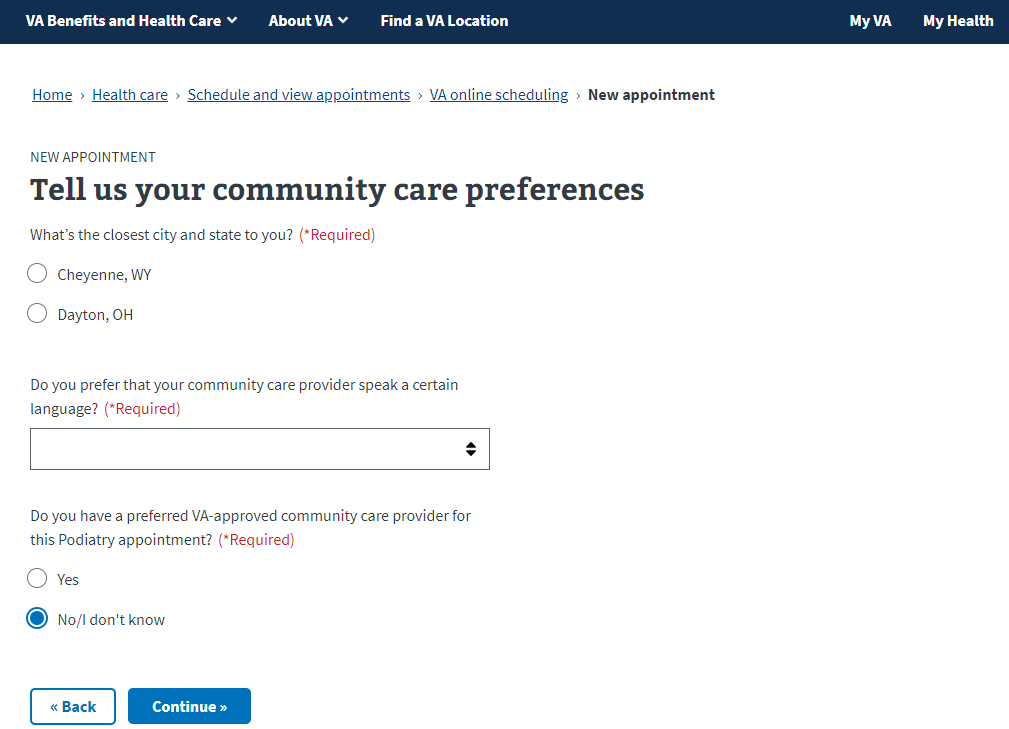 VA Benefits and Health Care About VA Find a VA Location My VA My Health
Home › Health care › Schedule and view appointments › VA online scheduling › New appointment
NEW APPOINTMENT
Tell us your community care preferences
What’s the closest city and state to you? (*Required)
Cheyenne, WY
Dayton, OH
Do you prefer that your community care provider speak a certain
language? (*Required)
Do you have a preferred VA-approved community care provider for
this Podiatry appointment? (*Required)
Yes
No/I don't know
« Back Continue »